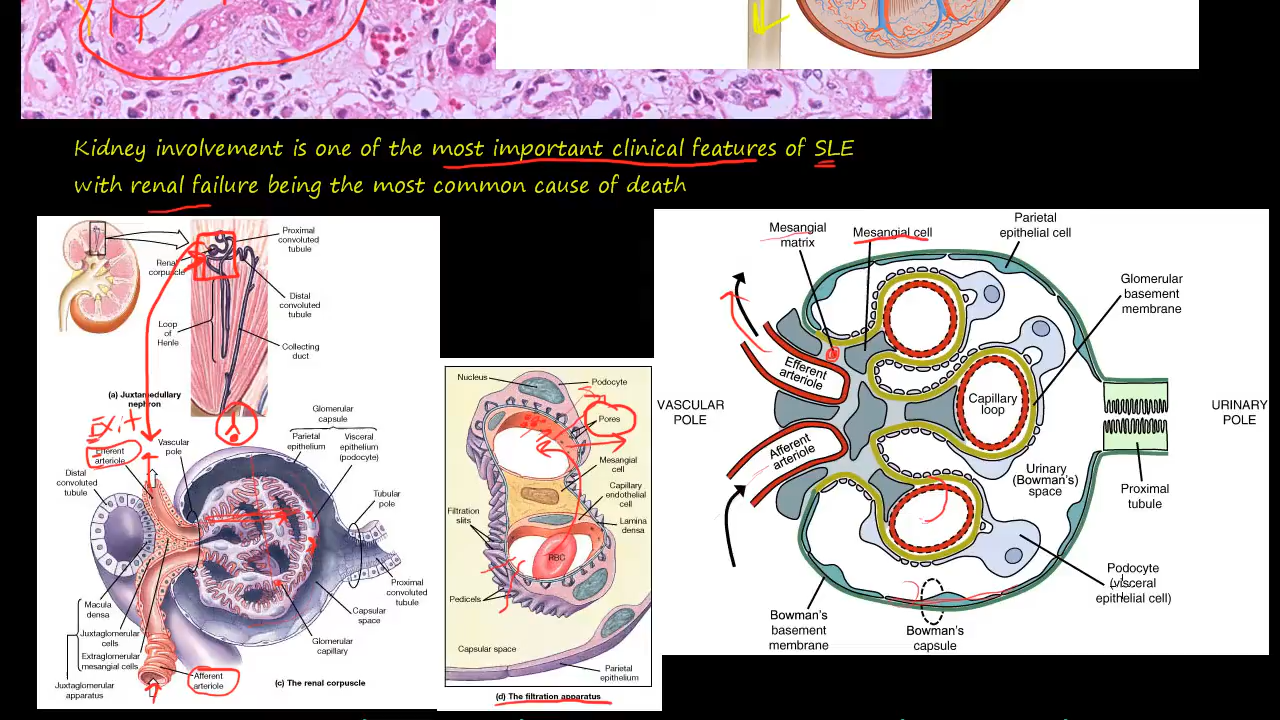 Kidney involvement is one of the most important clinical features of SLE
with renal failure being the most common cause of death
Proximal
convoluted
tubule
Renal
corpuscle
Distal
convoluted
tubule
Loop
of
Henle
Collecting
duct
(a) Juxtamedullary
nephron
Exit
Efferent
arteriole
Vascular
pole
Glomerular
capsule
Parietal
epithelium
Visceral
epithelium
(podocyte)
Distal
convoluted
tubule
Tubular
pole
Macula
densa
Juxtaglomerular
cells
Extraglomerular
mesangial cells
Juxtaglomerular
apparatus
Afferent
arteriole
Proximal
convoluted
tubule
Capsular
space
Glomerular
capillary
(c) The renal corpuscle
Nucleus
Podocyte
Pores
Mesangial
cell
Capillary
endothelial
cell
Filtration
slits
Lamina
densa
RBC
Pedicels
Capsular space
Parietal
epithelium
(d) The filtration apparatus
Mesangial
matrix
Mesangial cell
Parietal
epithelial cell
Glomerular
basement
membrane
Efferent
arteriole
VASCULAR
POLE
Capillary
loop
URINARY
POLE
Afferent
arteriole
Urinary
(Bowman's)
space
Proximal
tubule
Podocyte
(visceral
epithelial cell)
Bowman's
basement
membrane
Bowman's
capsule